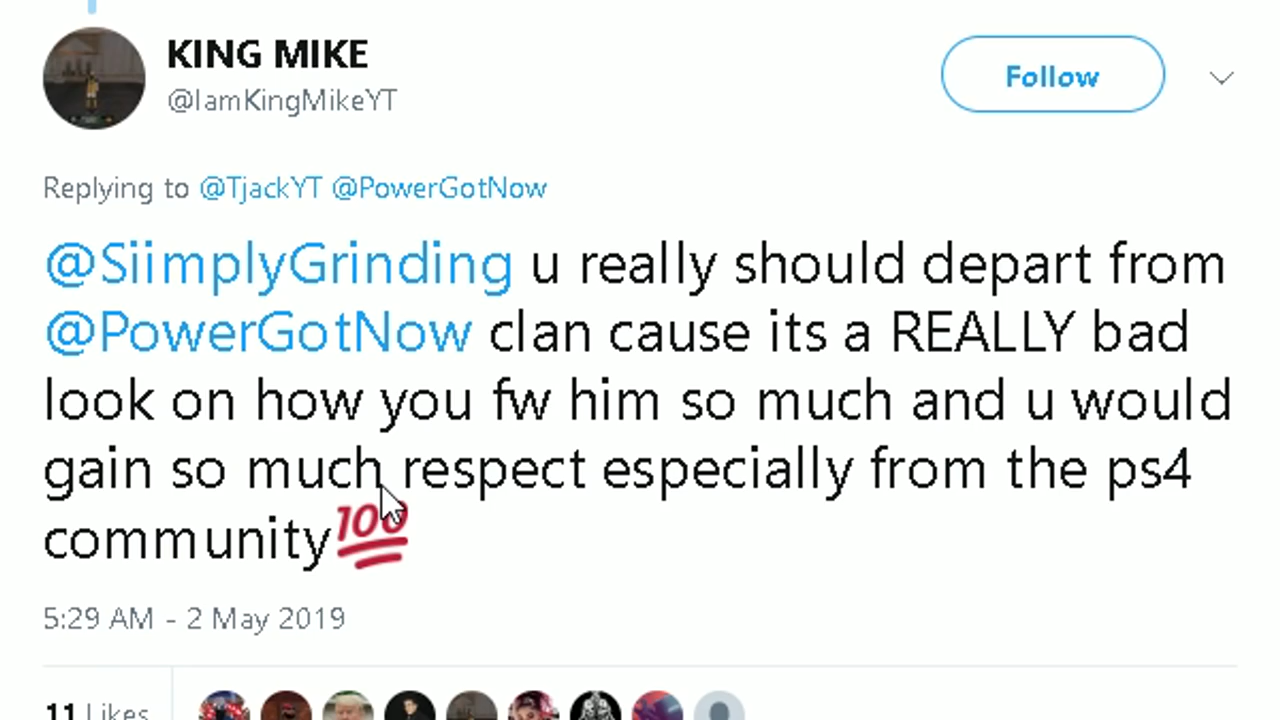 KING MIKE
@IamKingMikeYT
Follow
Replying to @TjackYT @PowerGotNow
@SiimplyGrinding u really should depart from
@PowerGotNow clan cause its a REALLY bad
look on how you fw him so much and u would
gain so much respect especially from the ps4
community💯
5:29 AM - 2 May 2019
11 Likes